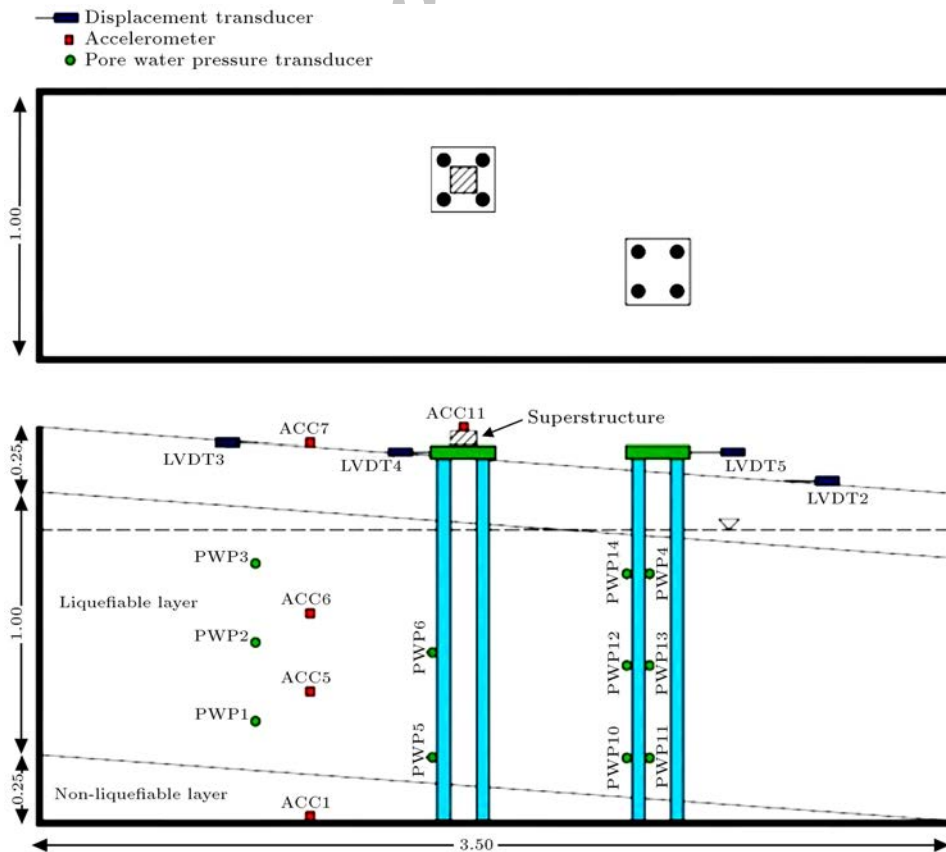 Displacement transducer
Accelerometer
Pore water pressure transducer
1.00
ACC11
Superstructure
ACC7
LVDT3
LVDT4
LVDT5
LVDT2
0.25
PWP3
PWP14
PWP4
Liquefiable layer
ACC6
1.00
PWP2
PWP6
PWP12
PWP13
ACC5
PWP1
PWP5
PWP10
PWP11
0.25
Non-liquefiable layer
ACC1
3.50